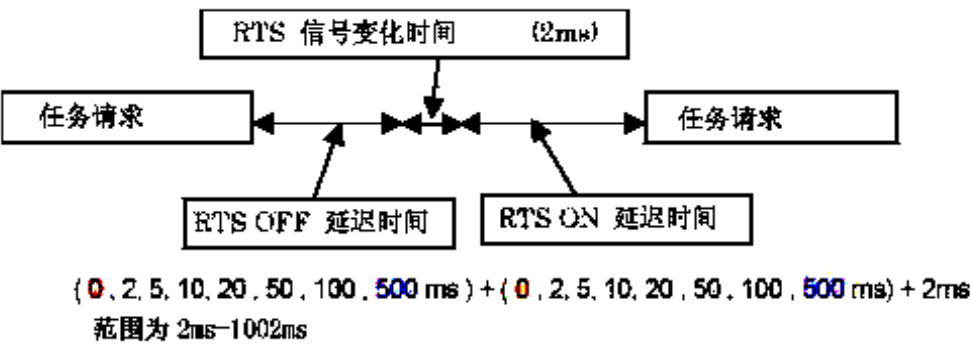 RTS 信号变化时间 (2ms)
任务请求
任务请求
RTS OFF 延迟时间
RTS ON 延迟时间
(0, 2, 5, 10, 20, 50, 100, 500 ms) + (0, 2, 5, 10, 20, 50, 100, 500 ms) + 2ms
范围为 2ms-1002ms